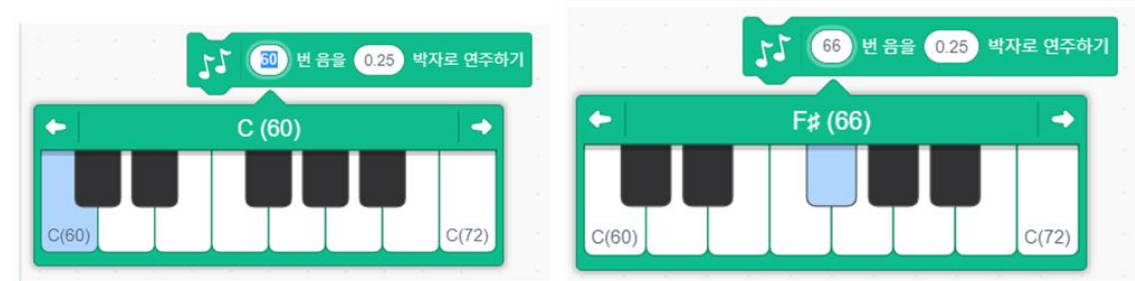 60 번 음을 0.25 박자로 연주하기
C (60)
C(60) C(72)
66 번 음을 0.25 박자로 연주하기
F♯ (66)
C(60) C(72)